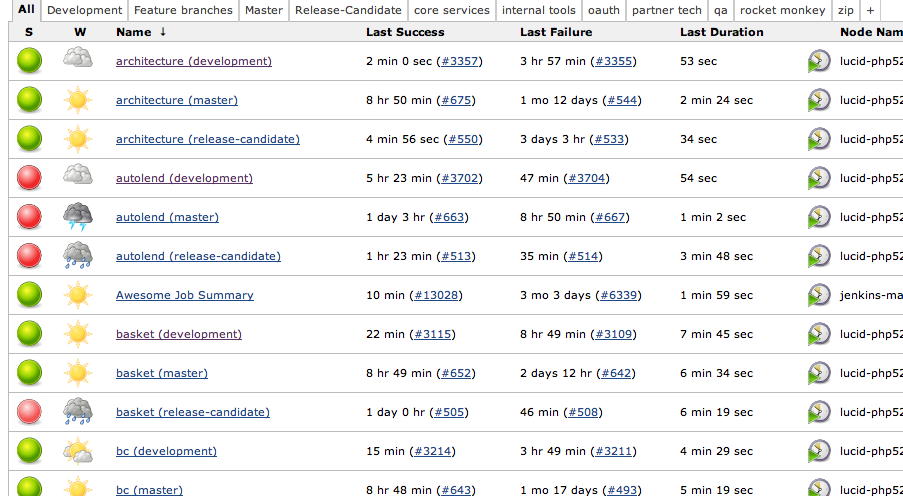 All Development Feature branches Master Release-Candidate core services internal tools oauth partner tech qa rocket monkey zip +
S W Name ↓ Last Success Last Failure Last Duration Node Nam
architecture (development) 2 min 0 sec (#3357) 3 hr 57 min (#3355) 53 sec lucid-php52
architecture (master) 8 hr 50 min (#675) 1 mo 12 days (#544) 2 min 24 sec lucid-php52
architecture (release-candidate) 4 min 56 sec (#550) 3 days 3 hr (#533) 34 sec lucid-php52
autolend (development) 5 hr 23 min (#3702) 47 min (#3704) 54 sec lucid-php52
autolend (master) 1 day 3 hr (#663) 8 hr 50 min (#667) 1 min 2 sec lucid-php52
autolend (release-candidate) 1 hr 23 min (#513) 35 min (#514) 3 min 48 sec lucid-php52
Awesome Job Summary 10 min (#13028) 3 mo 3 days (#6339) 1 min 59 sec jenkins-ma
basket (development) 22 min (#3115) 8 hr 49 min (#3109) 7 min 45 sec lucid-php52
basket (master) 8 hr 49 min (#652) 2 days 12 hr (#642) 6 min 34 sec lucid-php52
basket (release-candidate) 1 day 0 hr (#505) 46 min (#508) 6 min 19 sec lucid-php52
bc (development) 15 min (#3214) 3 hr 49 min (#3211) 4 min 29 sec lucid-php52
bc (master) 8 hr 48 min (#643) 1 mo 17 days (#493) 5 min 19 sec lucid-php52